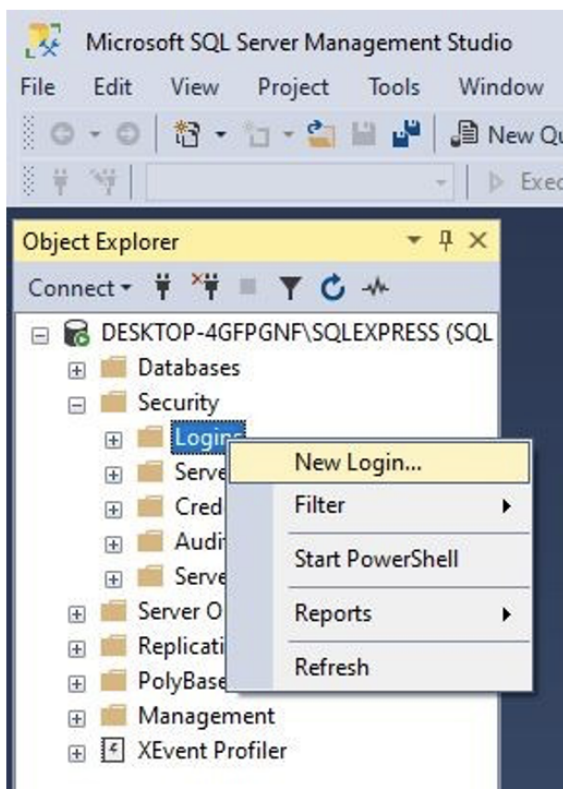 Microsoft SQL Server Management Studio
File Edit View Project Tools Window
New Qu
Exec
Object Explorer
Connect
DESKTOP-4GFPGNF\SQLEXPRESS (SQL
Databases
Security
Logins
New Login...
Serve
Filter
Cred
Audi
Start PowerShell
Serve
Server O
Reports
Replicati
PolyBase
Refresh
Management
XEvent Profiler